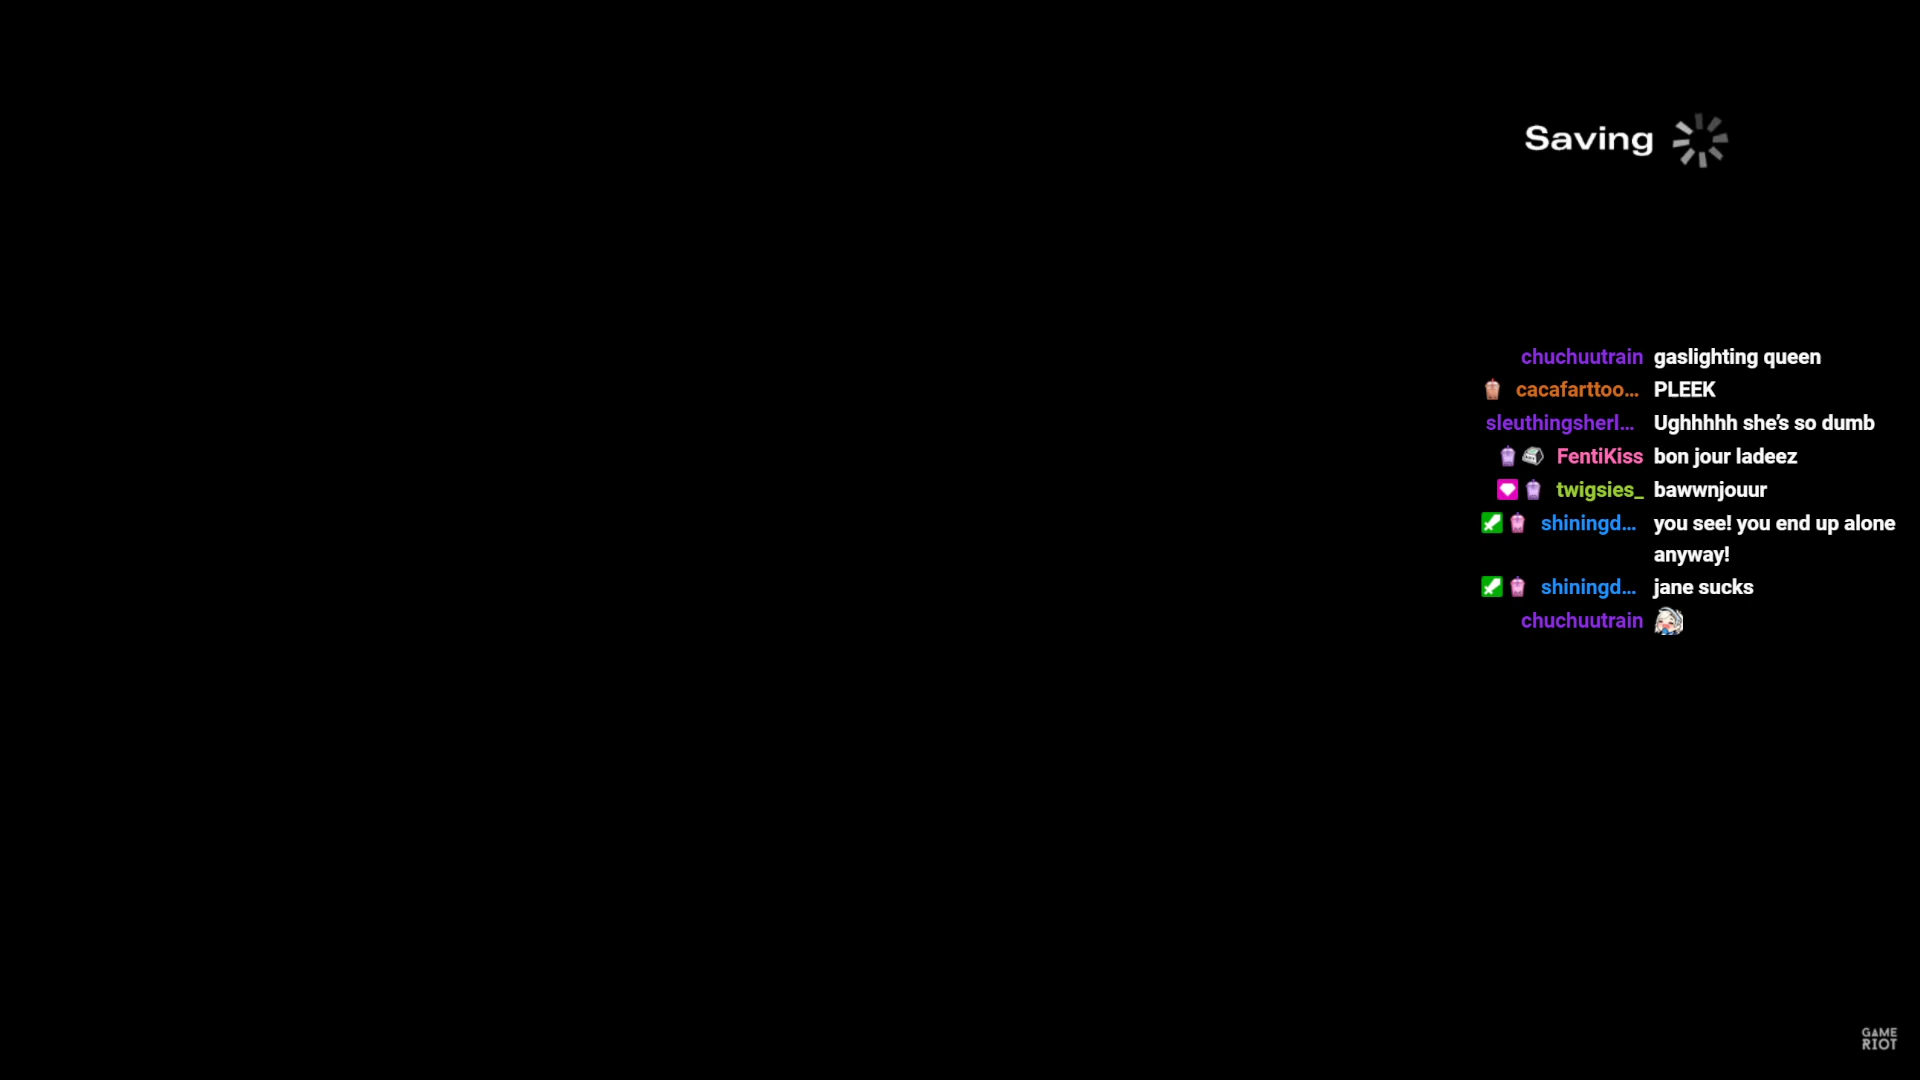 Saving
chuchuutrain gaslighting queen
cacafarttoo... PLEEK
sleuthingsherl... Ughhhhh she's so dumb
FentiKiss bon jour ladeez
twigsies_ bawwnjouur
shiningd... you see! you end up alone
anyway!
shiningd... jane sucks
chuchuutrain
GAME
RIOT